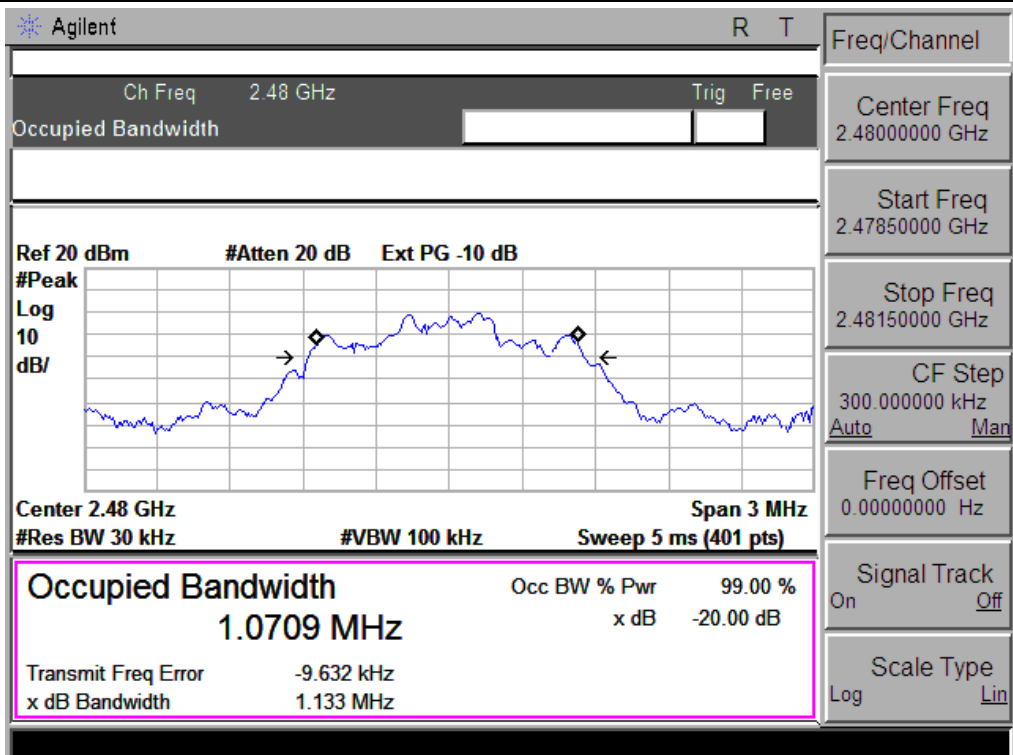 Agilent R T
Ch Freq 2.48 GHz Trig Free
Occupied Bandwidth
Ref 20 dBm #Atten 20 dB Ext PG -10 dB
#Peak
Log
10
dB/
Center 2.48 GHz Span 3 MHz
#Res BW 30 kHz #VBW 100 kHz Sweep 5 ms (401 pts)
Occupied Bandwidth Occ BW % Pwr 99.00 %
1.0709 MHz x dB -20.00 dB
Transmit Freq Error -9.632 kHz
x dB Bandwidth 1.133 MHz
Freq/Channel
Center Freq
2.48000000 GHz
Start Freq
2.47850000 GHz
Stop Freq
2.48150000 GHz
CF Step
300.000000 kHz
Auto Man
Freq Offset
0.00000000 Hz
Signal Track
On Off
Scale Type
Log Lin